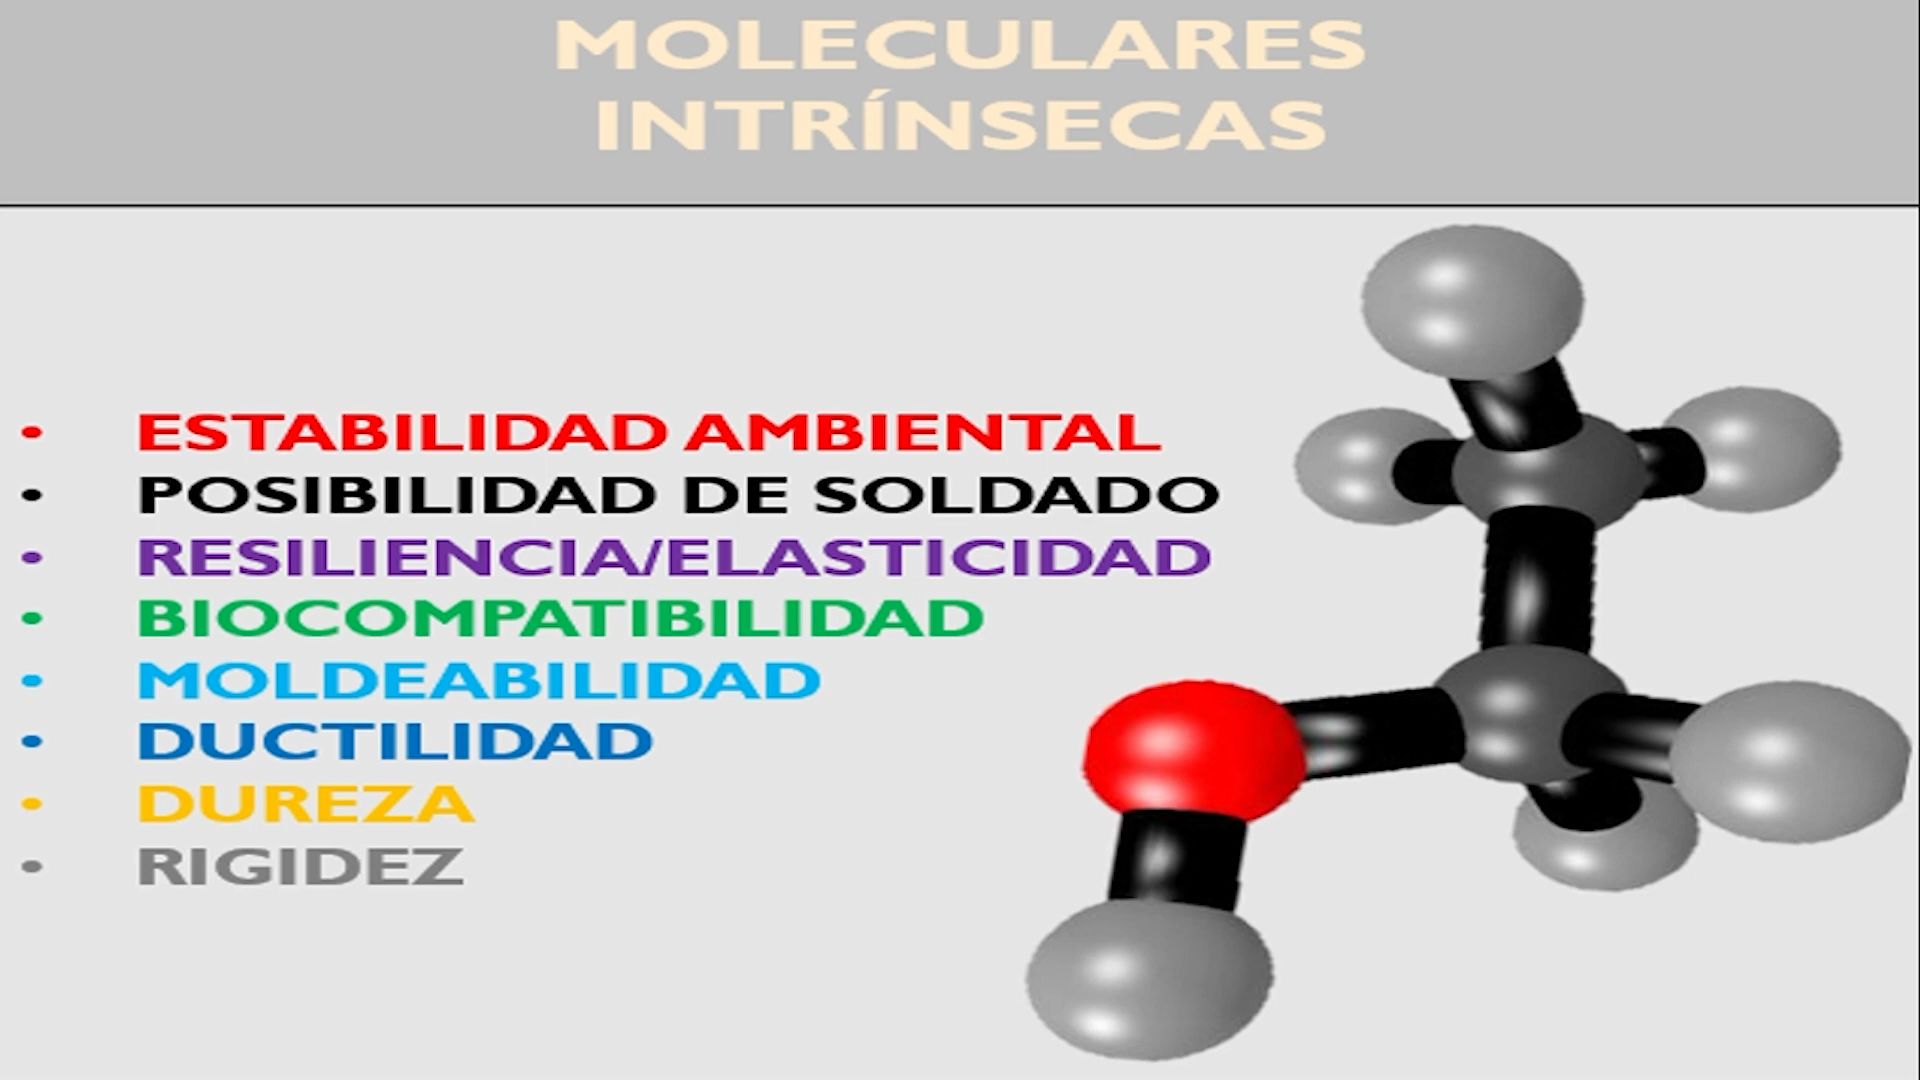 MOLECULARES
INTRÍNSECAS
• ESTABILIDAD AMBIENTAL
• POSIBILIDAD DE SOLDADO
• RESILIENCIA/ELASTICIDAD
• BIOCOMPATIBILIDAD
• MOLDEABILIDAD
• DUCTILIDAD
• DUREZA
• RIGIDEZ